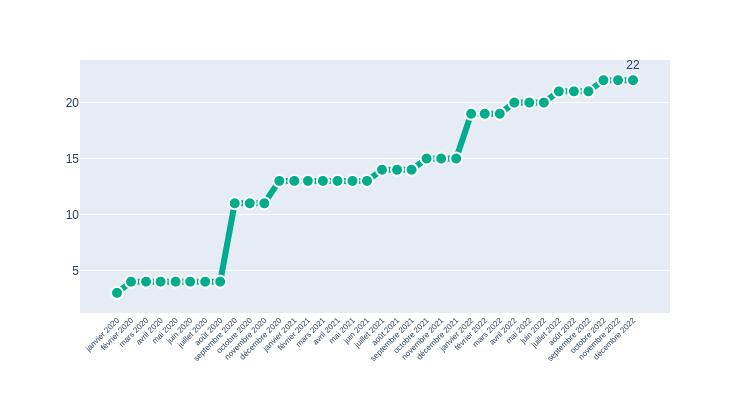 22
20
15
10
5
janvier 2020
février 2020
mars 2020
avril 2020
mai 2020
juin 2020
juillet 2020
août 2020
septembre 2020
octobre 2020
novembre 2020
décembre 2020
janvier 2021
février 2021
mars 2021
avril 2021
mai 2021
juin 2021
juillet 2021
août 2021
septembre 2021
octobre 2021
novembre 2021
décembre 2021
janvier 2022
février 2022
mars 2022
avril 2022
mai 2022
juin 2022
juillet 2022
août 2022
septembre 2022
octobre 2022
novembre 2022
décembre 2022